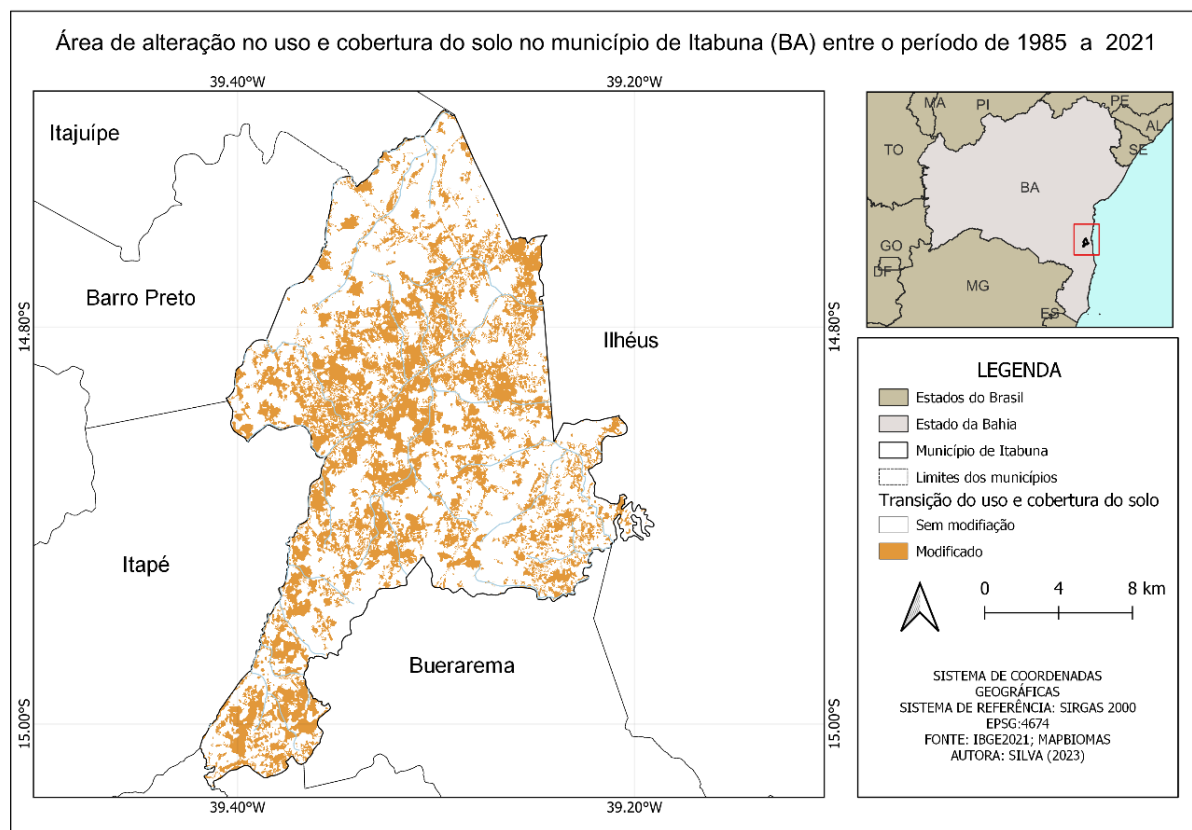 Área de alteração no uso e cobertura do solo no município de Itabuna (BA) entre o período de 1985 a 2021
39.40°W
39.20°W
Itajuípe
Barro Preto
Ilhéus
Itapé
Buerarema
14.80°S
15.00°S
14.80°S
15.00°S
39.40°W
39.20°W
MA
PI
PE
AL
SE
TO
BA
GO
DF
MG
ES
LEGENDA
Estados do Brasil
Estado da Bahia
Município de Itabuna
Limites dos municípios
Transição do uso e cobertura do solo
Sem modifiação
Modificado
0 4 8 km
SISTEMA DE COORDENADAS
GEOGRÁFICAS
SISTEMA DE REFERÊNCIA: SIRGAS 2000
EPSG:4674
FONTE: IBGE2021; MAPBIOMAS
AUTORA: SILVA (2023)